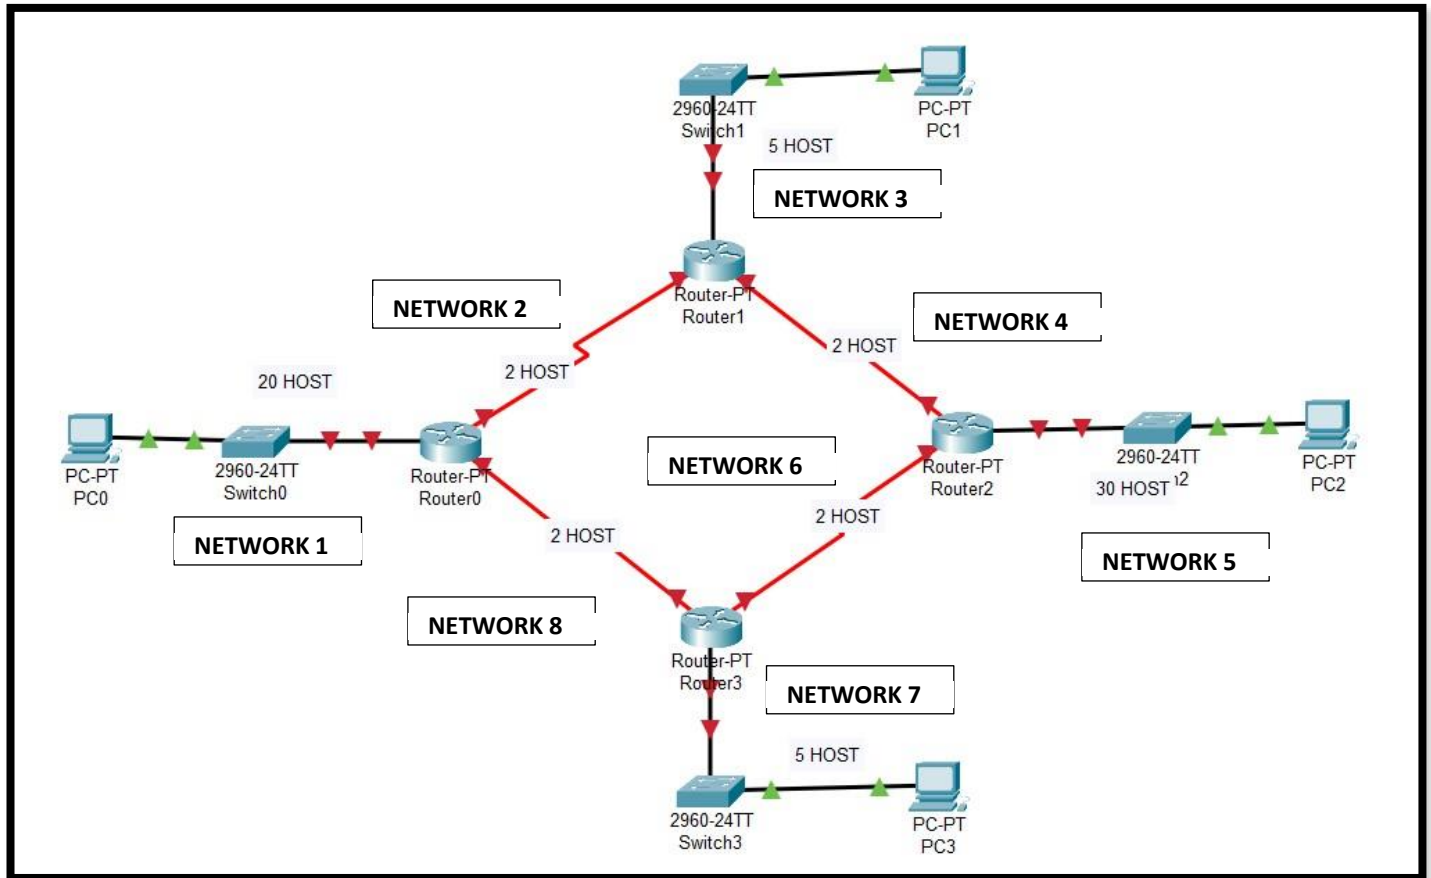 2960-24TT
Switch1
PC-PT
PC1
5 HOST
NETWORK 3
Router-PT
Router1
NETWORK 2
NETWORK 4
2 HOST
2 HOST
20 HOST
PC-PT
PC0
2960-24TT
Switch0
Router-PT
Router0
NETWORK 1
NETWORK 6
Router-PT
Router2
2960-24TT
30 HOST
PC-PT
PC2
2 HOST
2 HOST
NETWORK 5
NETWORK 8
Router-PT
Router3
NETWORK 7
5 HOST
2960-24TT
Switch3
PC-PT
PC3